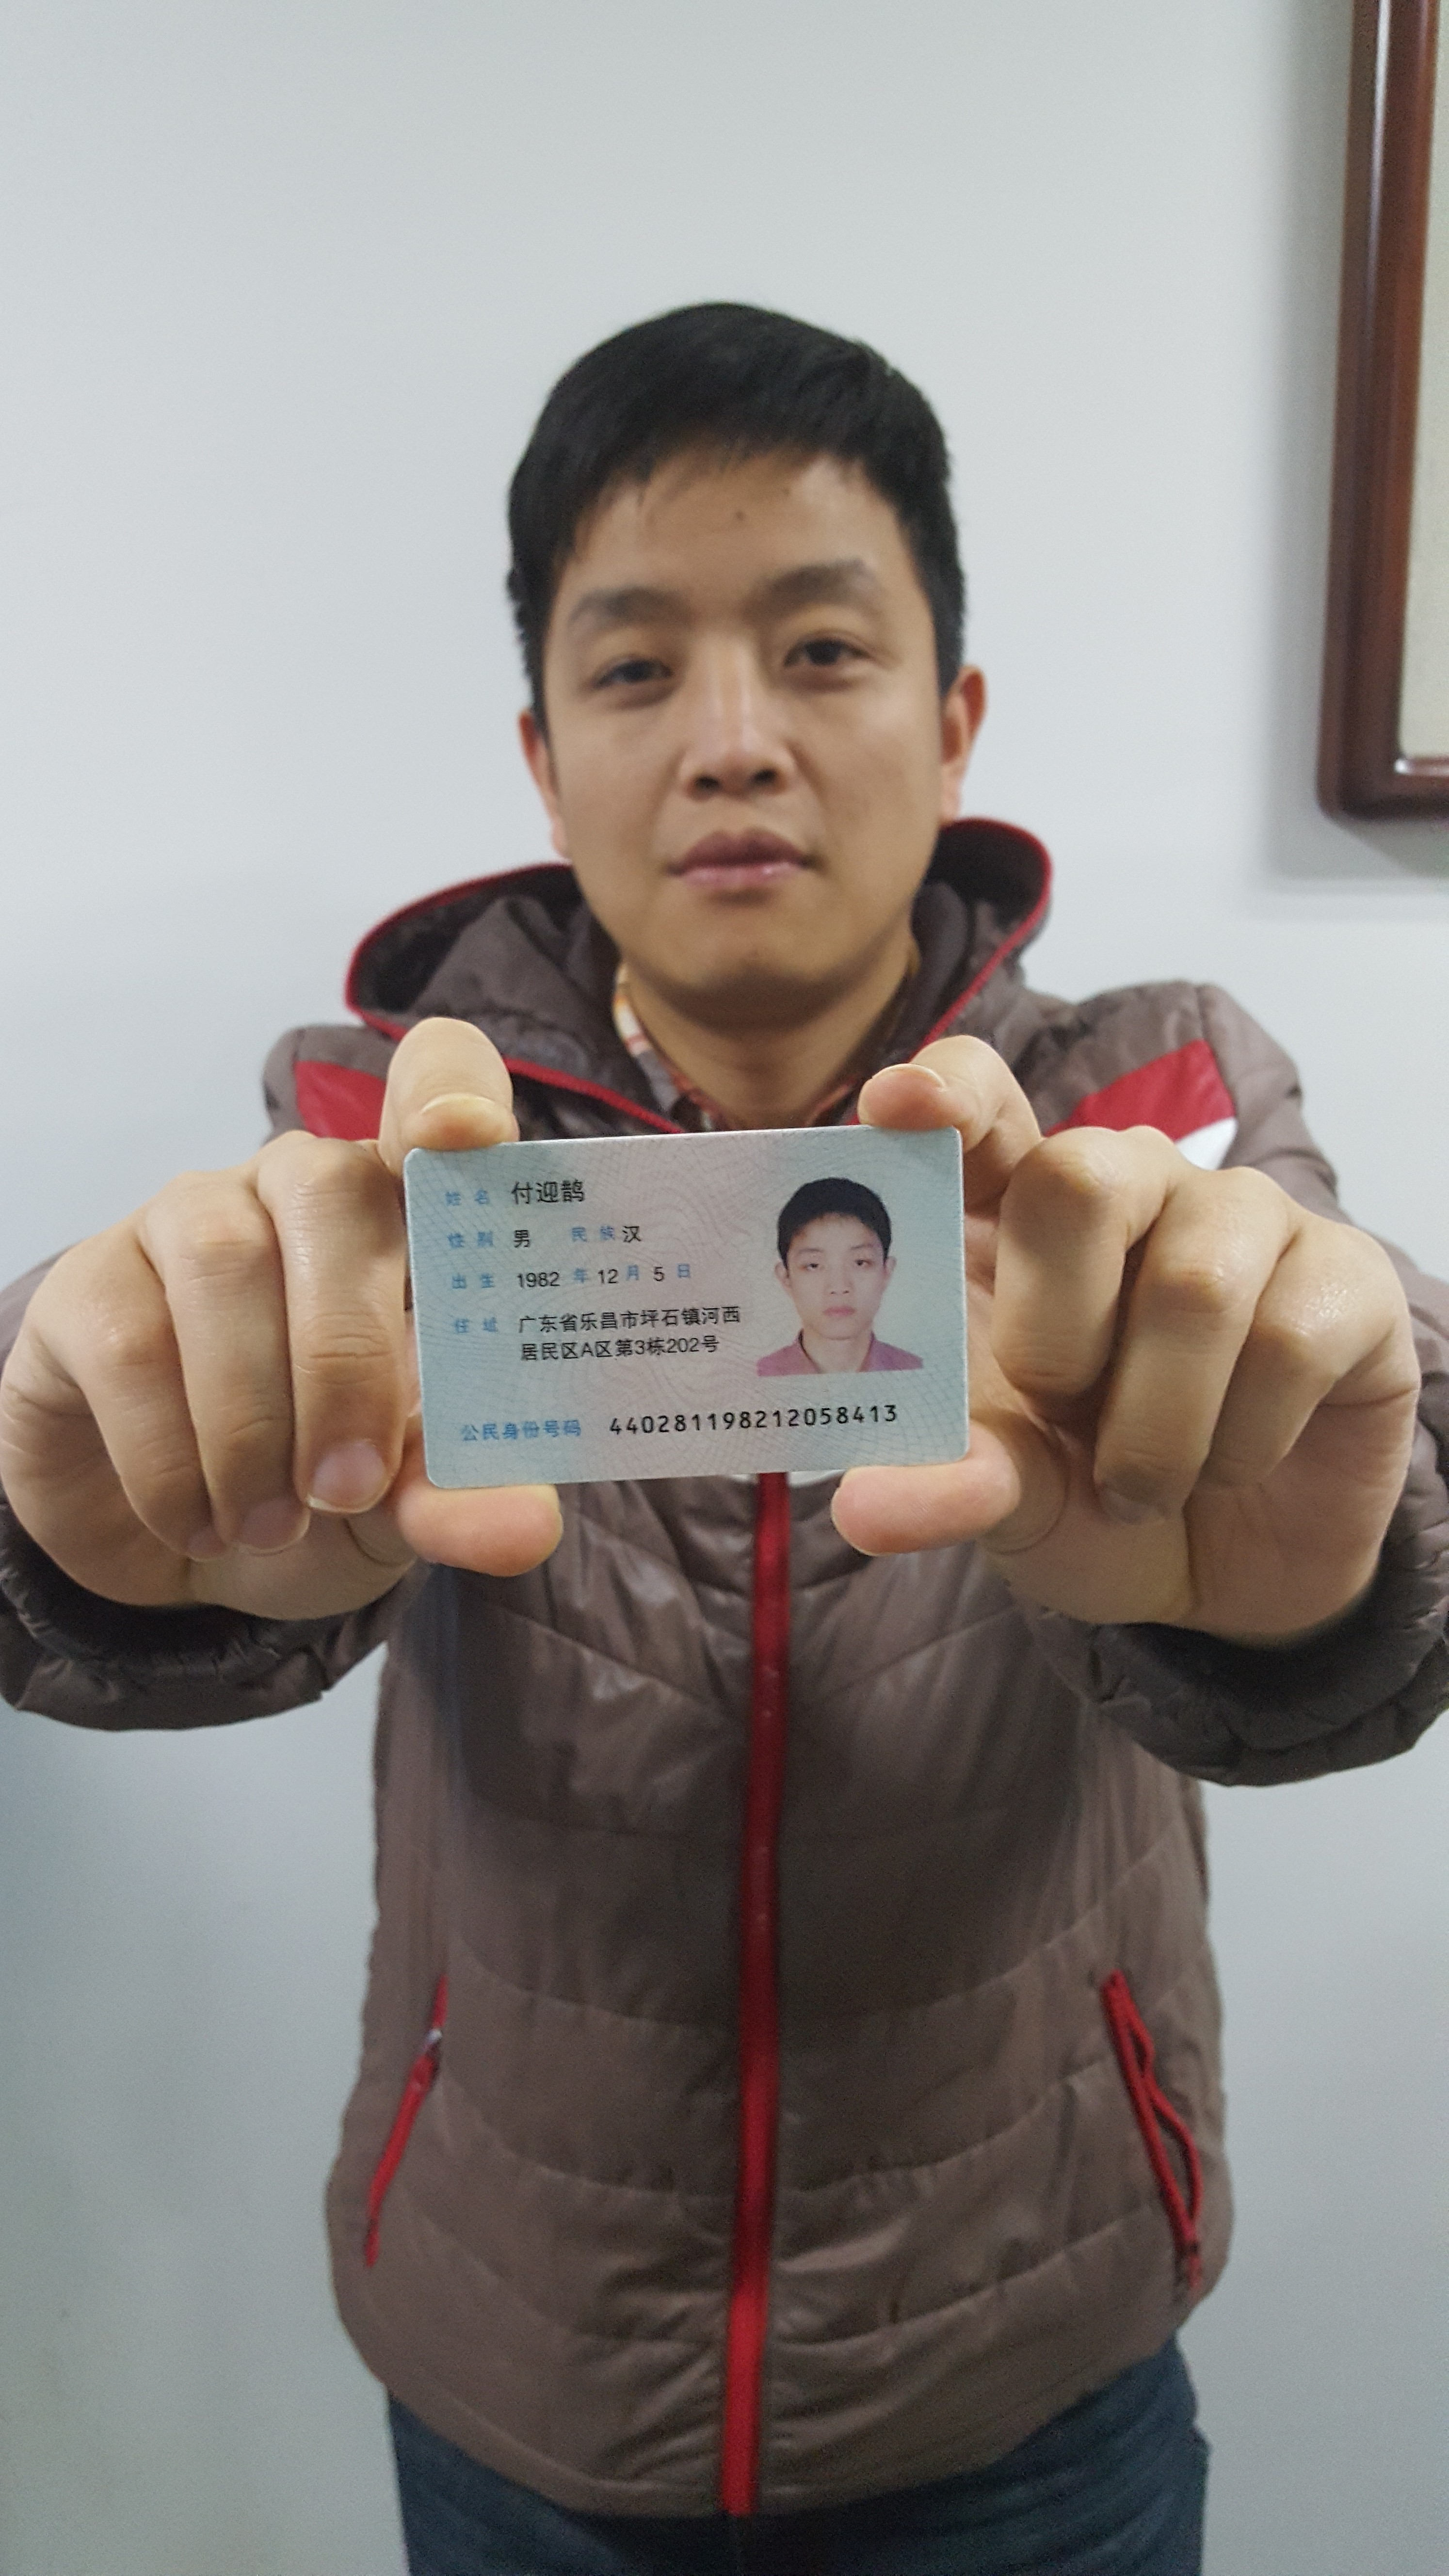 姓名 付迎鹊
性别 男 民族 汉
出生 1982 年 12 月 5 日
住址 广东省乐昌市坪石镇河西
居民区A区第3栋202号
公民身份号码 440281198212058413